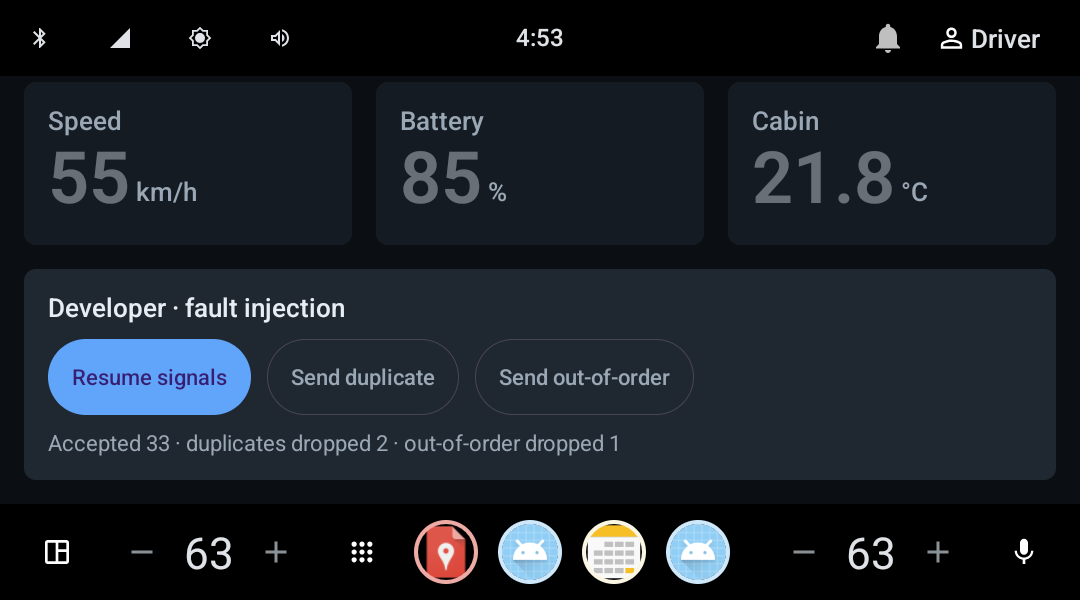 4:53
Driver
Speed
55 km/h
Battery
85 %
Cabin
21.8 °C
Developer · fault injection
Resume signals
Send duplicate
Send out-of-order
Accepted 33 · duplicates dropped 2 · out-of-order dropped 1
63
63